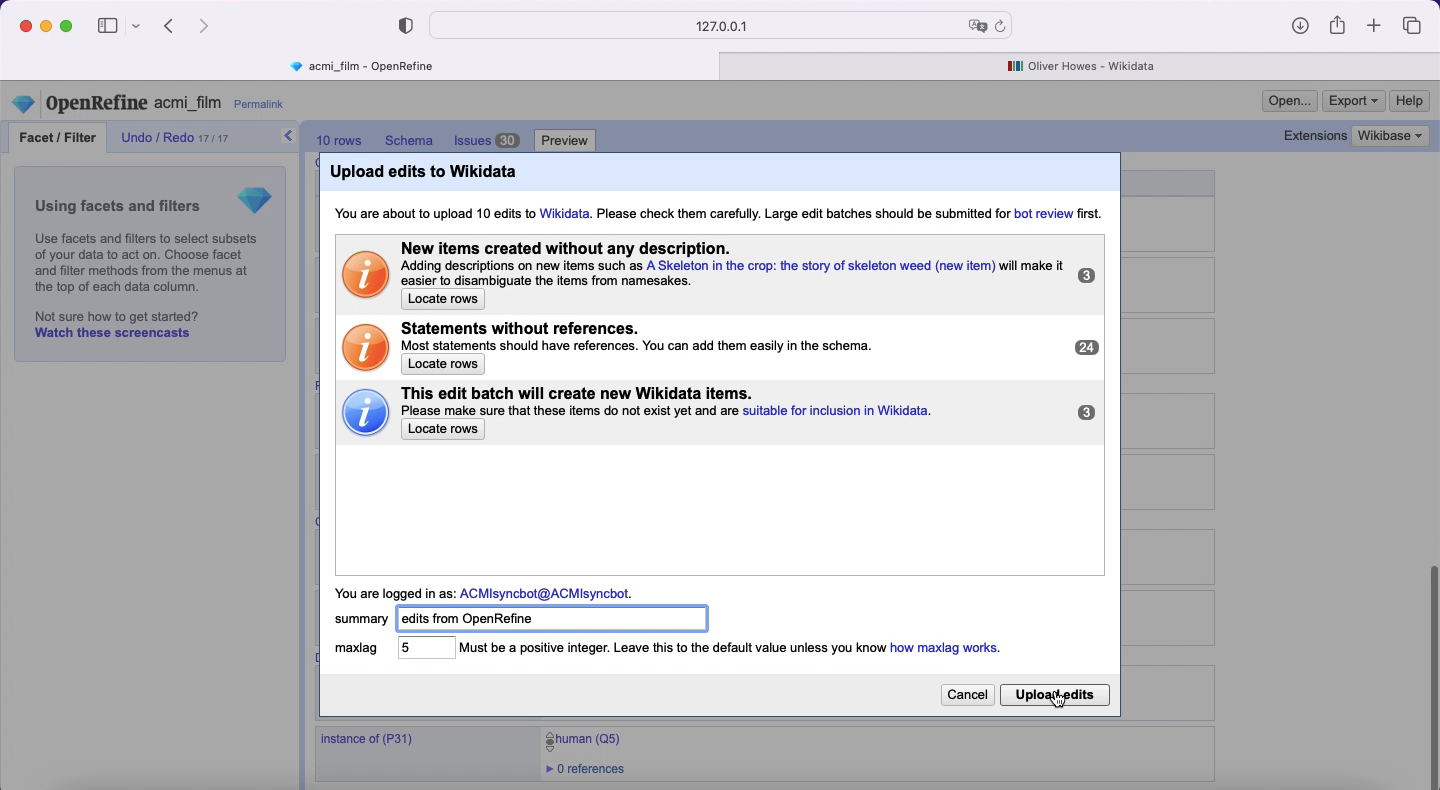 127.0.0.1
acmi_film - OpenRefine
Oliver Howes - Wikidata
OpenRefine acmi_film Permalink
Open... Export Help
Facet / Filter Undo / Redo 17 / 17
10 rows Schema Issues 30 Preview
Extensions Wikibase
Using facets and filters
Use facets and filters to select subsets
of your data to act on. Choose facet
and filter methods from the menus at
the top of each data column.
Not sure how to get started?
Watch these screencasts
Upload edits to Wikidata
You are about to upload 10 edits to Wikidata. Please check them carefully. Large edit batches should be submitted for bot review first.
New items created without any description.
Adding descriptions on new items such as A Skeleton in the crop: the story of skeleton weed (new item) will make it
easier to disambiguate the items from namesakes.
3
Locate rows
Statements without references.
Most statements should have references. You can add them easily in the schema.
24
Locate rows
This edit batch will create new Wikidata items.
Please make sure that these items do not exist yet and are suitable for inclusion in Wikidata.
3
Locate rows
You are logged in as: ACMIsyncbot@ACMIsyncbot.
summary edits from OpenRefine
maxlag 5 Must be a positive integer. Leave this to the default value unless you know how maxlag works.
Cancel Upload edits
instance of (P31) human (Q5)
0 references